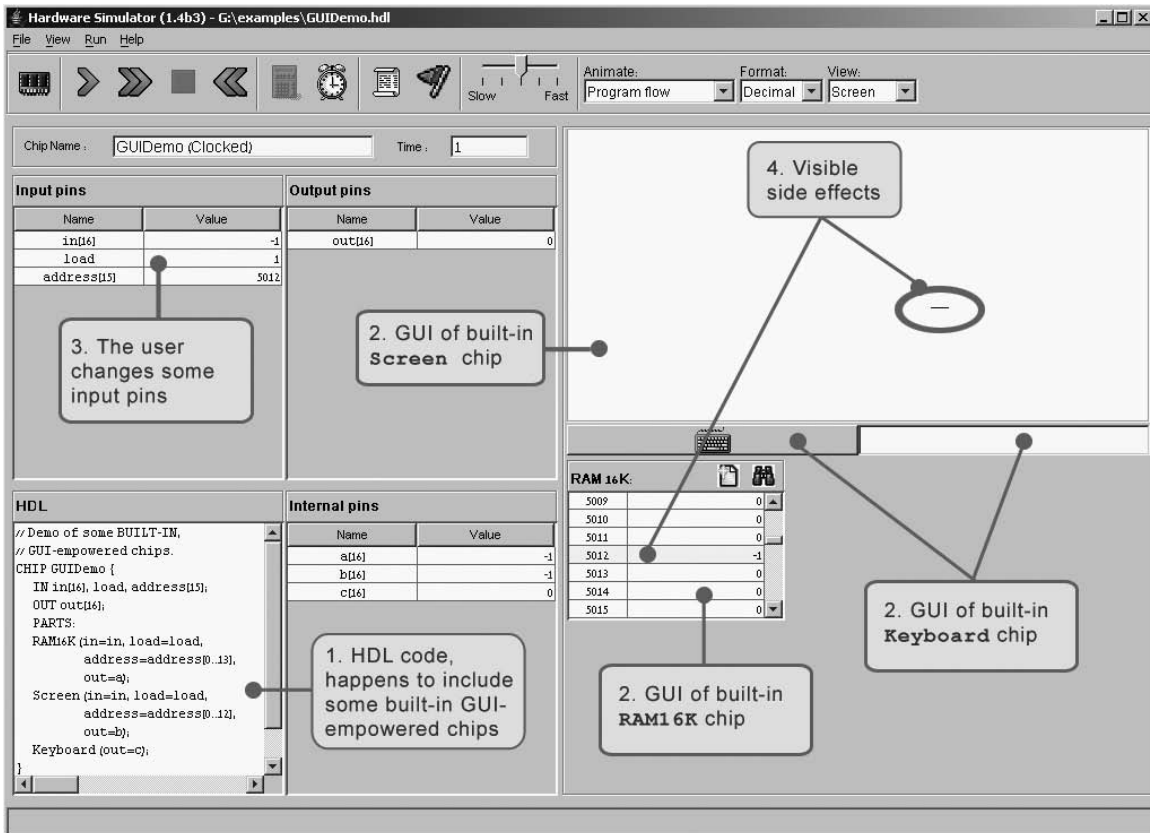 Hardware Simulator (1.4b3) - G:\examples\GUIDemo.hdl
File View Run Help
Slow Fast
Animate: Format: View:
Program flow Decimal Screen
Chip Name : GUIDemo (Clocked) Time : 1
Input pins
Name Value
in[16] -1
load 1
address[15] 5012
3. The user
changes some
input pins
Output pins
Name Value
out[16] 0
2. GUI of built-in
Screen chip
4. Visible
side effects
HDL
// Demo of some BUILT-IN,
// GUI-empowered chips.
CHIP GUIDemo {
IN in[16], load, address[15];
OUT out[16];
PARTS:
RAM16K (in=in, load=load,
address=address[0..13],
out=a);
Screen (in=in, load=load,
address=address[0..12],
out=b);
Keyboard (out=c);
}
Internal pins
Name Value
a[16] -1
b[16] -1
c[16] 0
1. HDL code,
happens to include
some built-in GUI-
empowered chips
RAM 16K:
5009 0
5010 0
5011 0
5012 -1
5013 0
5014 0
5015 0
2. GUI of built-in
RAM16K chip
2. GUI of built-in
Keyboard chip